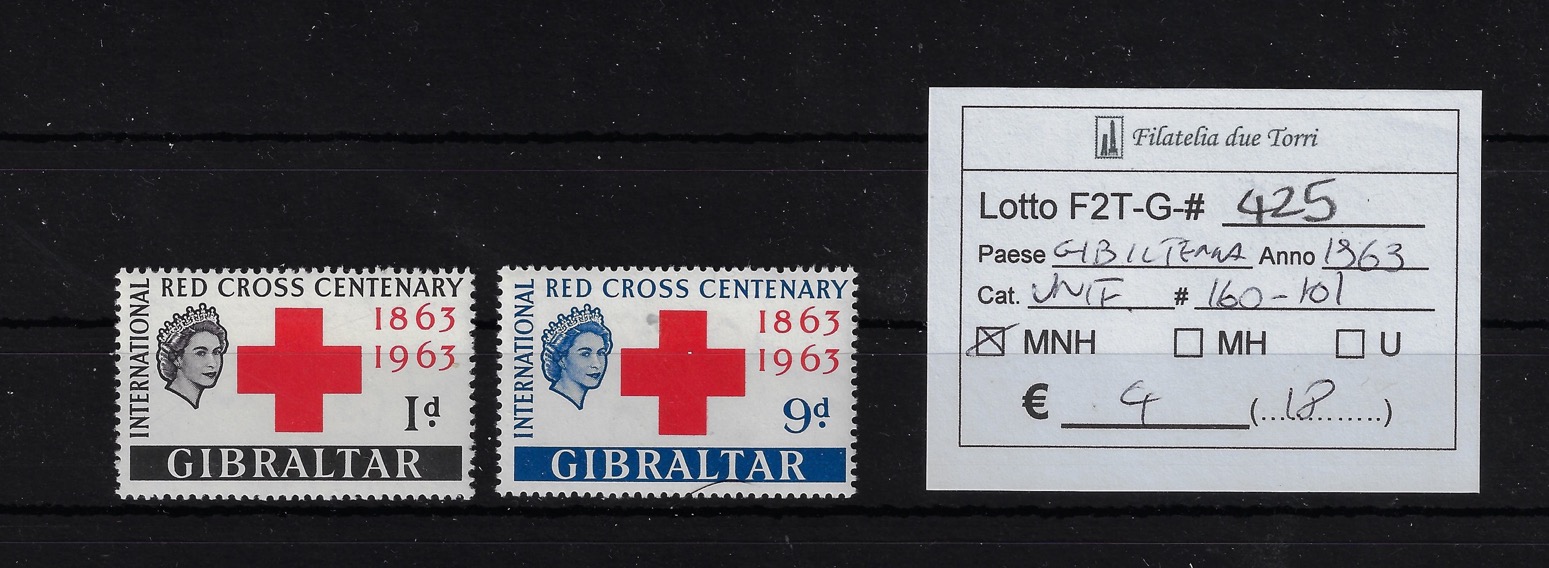 INTERNATIONAL
RED CROSS CENTENARY
1863
1963
1d
GIBRALTAR
INTERNATIONAL
RED CROSS CENTENARY
1863
1963
9d
GIBRALTAR
Filatelia due Torri
Lotto F2T-G-# 425
Paese GIBILTERRA Anno 1963
Cat. UNIF # 160-101
MNH MH U
€ 4 (...18........)